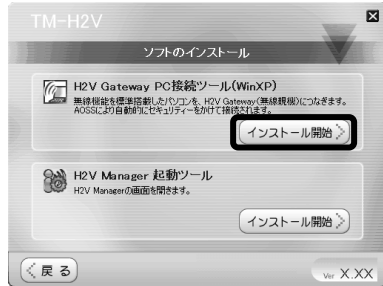 TM-H2V
ソフトのインストール
H2V Gateway PC接続ツール(WinXP)
無線機能を標準搭載したパソコンを、H2V Gateway(無線親機)につなぎます。
AOSSにより自動的にセキュリティーをかけて接続されます。
インストール開始
H2V Manager 起動ツール
H2V Managerの画面を開きます。
インストール開始
戻る
Ver X.XX